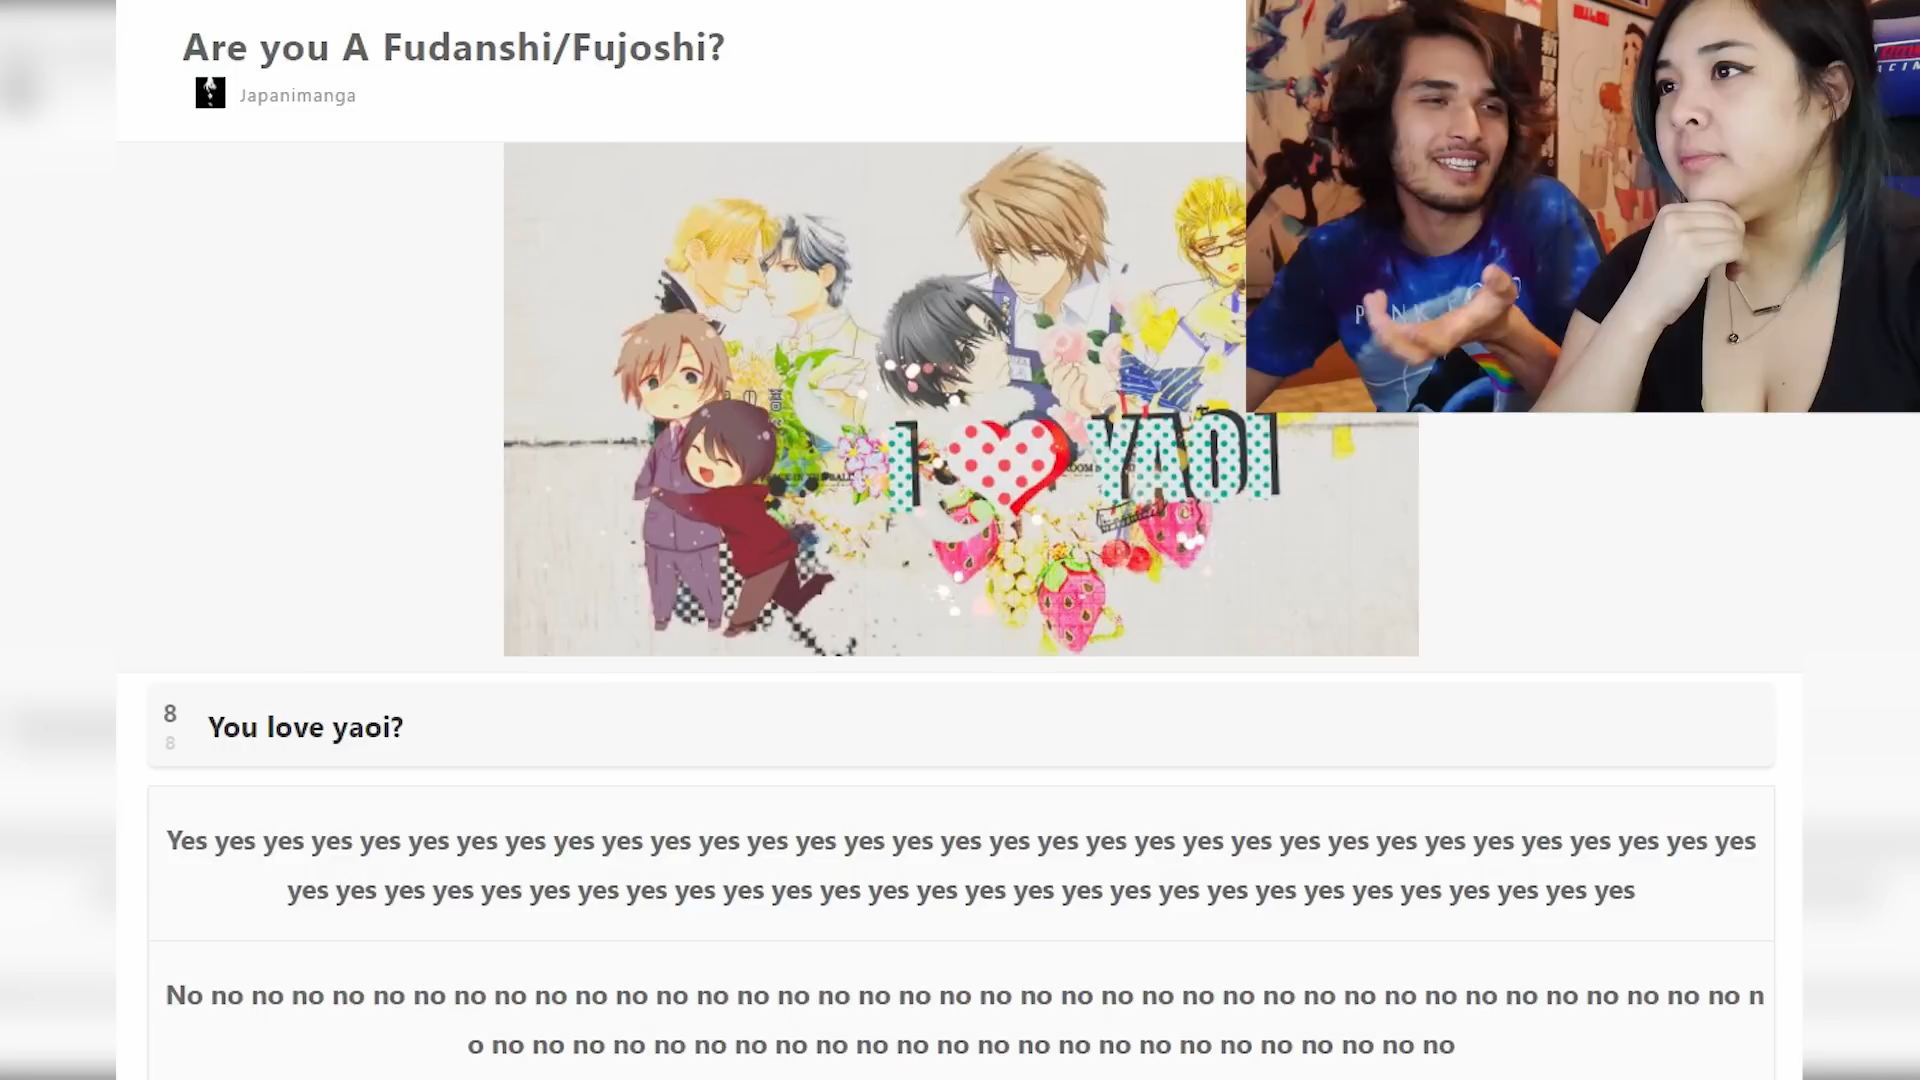 Are you A Fudanshi/Fujoshi?
Japanimanga
I YAOI
8
8
You love yaoi?
Yes yes yes yes yes yes yes yes yes yes yes yes yes yes yes yes yes yes yes yes yes yes yes yes yes yes yes yes yes yes yes yes yes
yes yes yes yes yes yes yes yes yes yes yes yes yes yes yes yes yes yes yes yes yes yes yes yes yes yes yes yes
No no no no no no no no no no no no no no no no no no no no no no no no no no no no no no no no no no no no no no no n
o no no no no no no no no no no no no no no no no no no no no no no no no